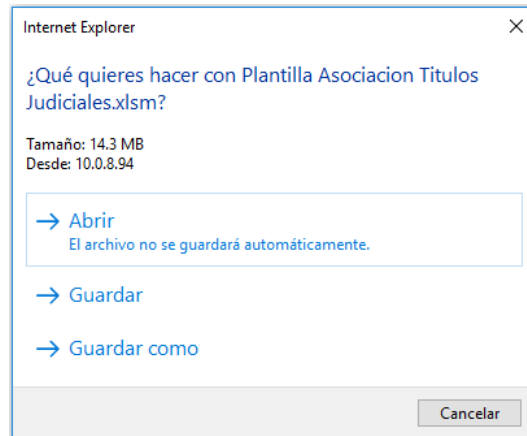 Internet Explorer
¿Qué quieres hacer con Plantilla Asociacion Titulos
Judiciales.xlsm?
Tamaño: 14.3 MB
Desde: 10.0.8.94
Abrir
El archivo no se guardará automáticamente.
Guardar
Guardar como
Cancelar